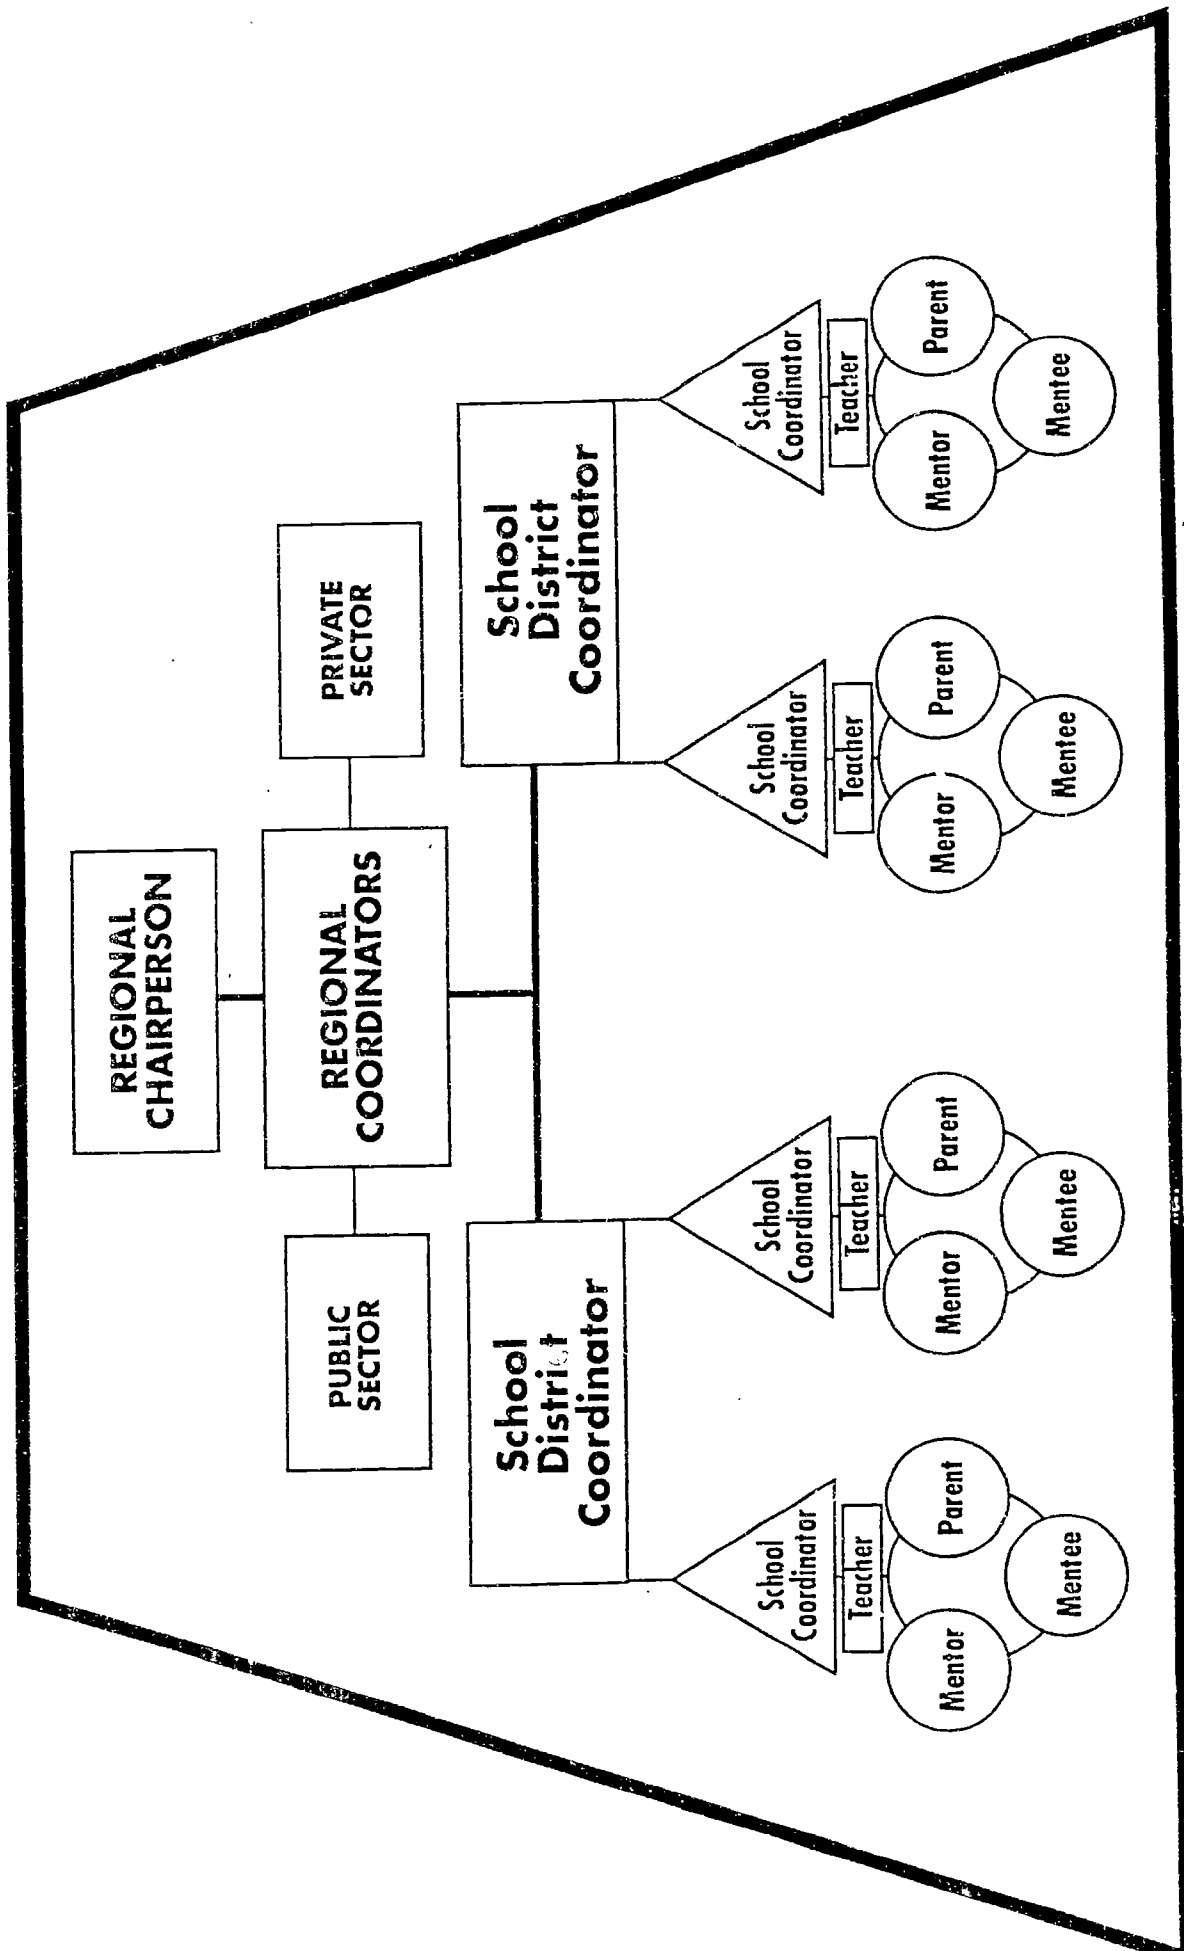 REGIONAL
CHAIRPERSON
PUBLIC
SECTOR
REGIONAL
COORDINATORS
PRIVATE
SECTOR
School
District
Coordinator
School
District
Coordinator
School
Coordinator
Teacher
Mentor
Parent
Mentee
School
Coordinator
Teacher
Mentor
Parent
Mentee
School
Coordinator
Teacher
Mentor
Parent
Mentee
School
Coordinator
Teacher
Mentor
Parent
Mentee